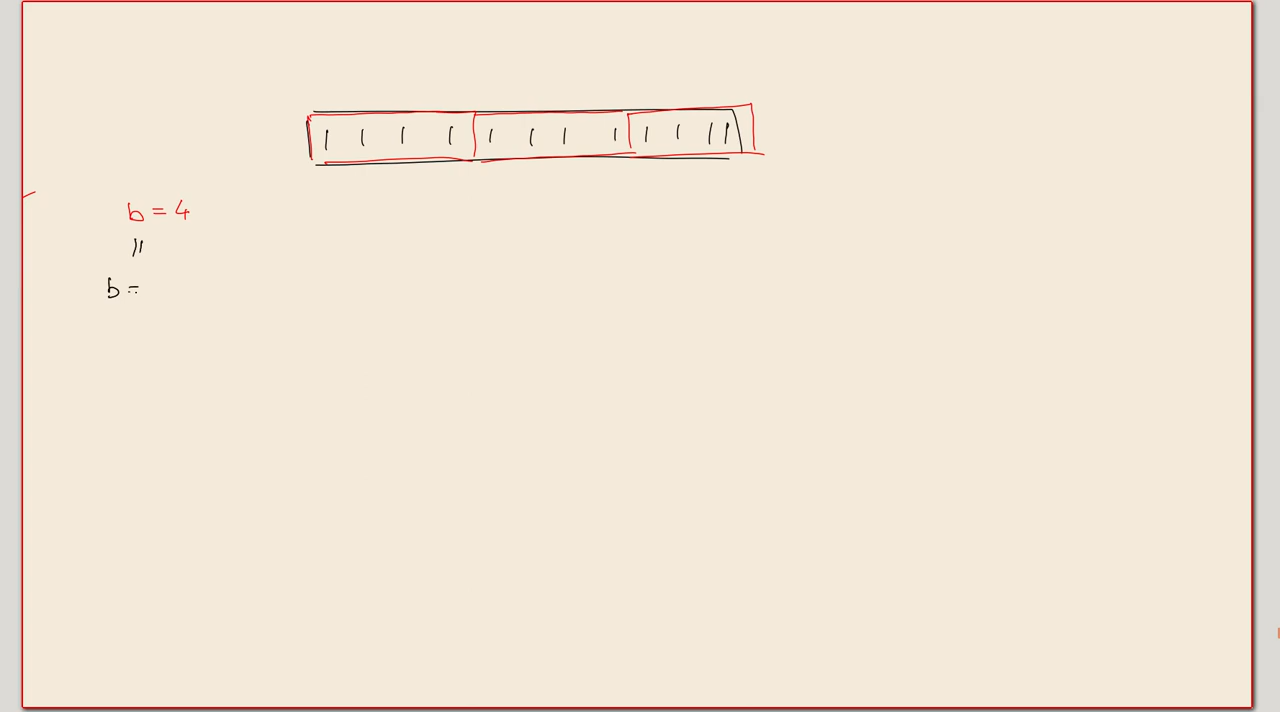 | | | | | | | | | | | |
b = 4
||
b =